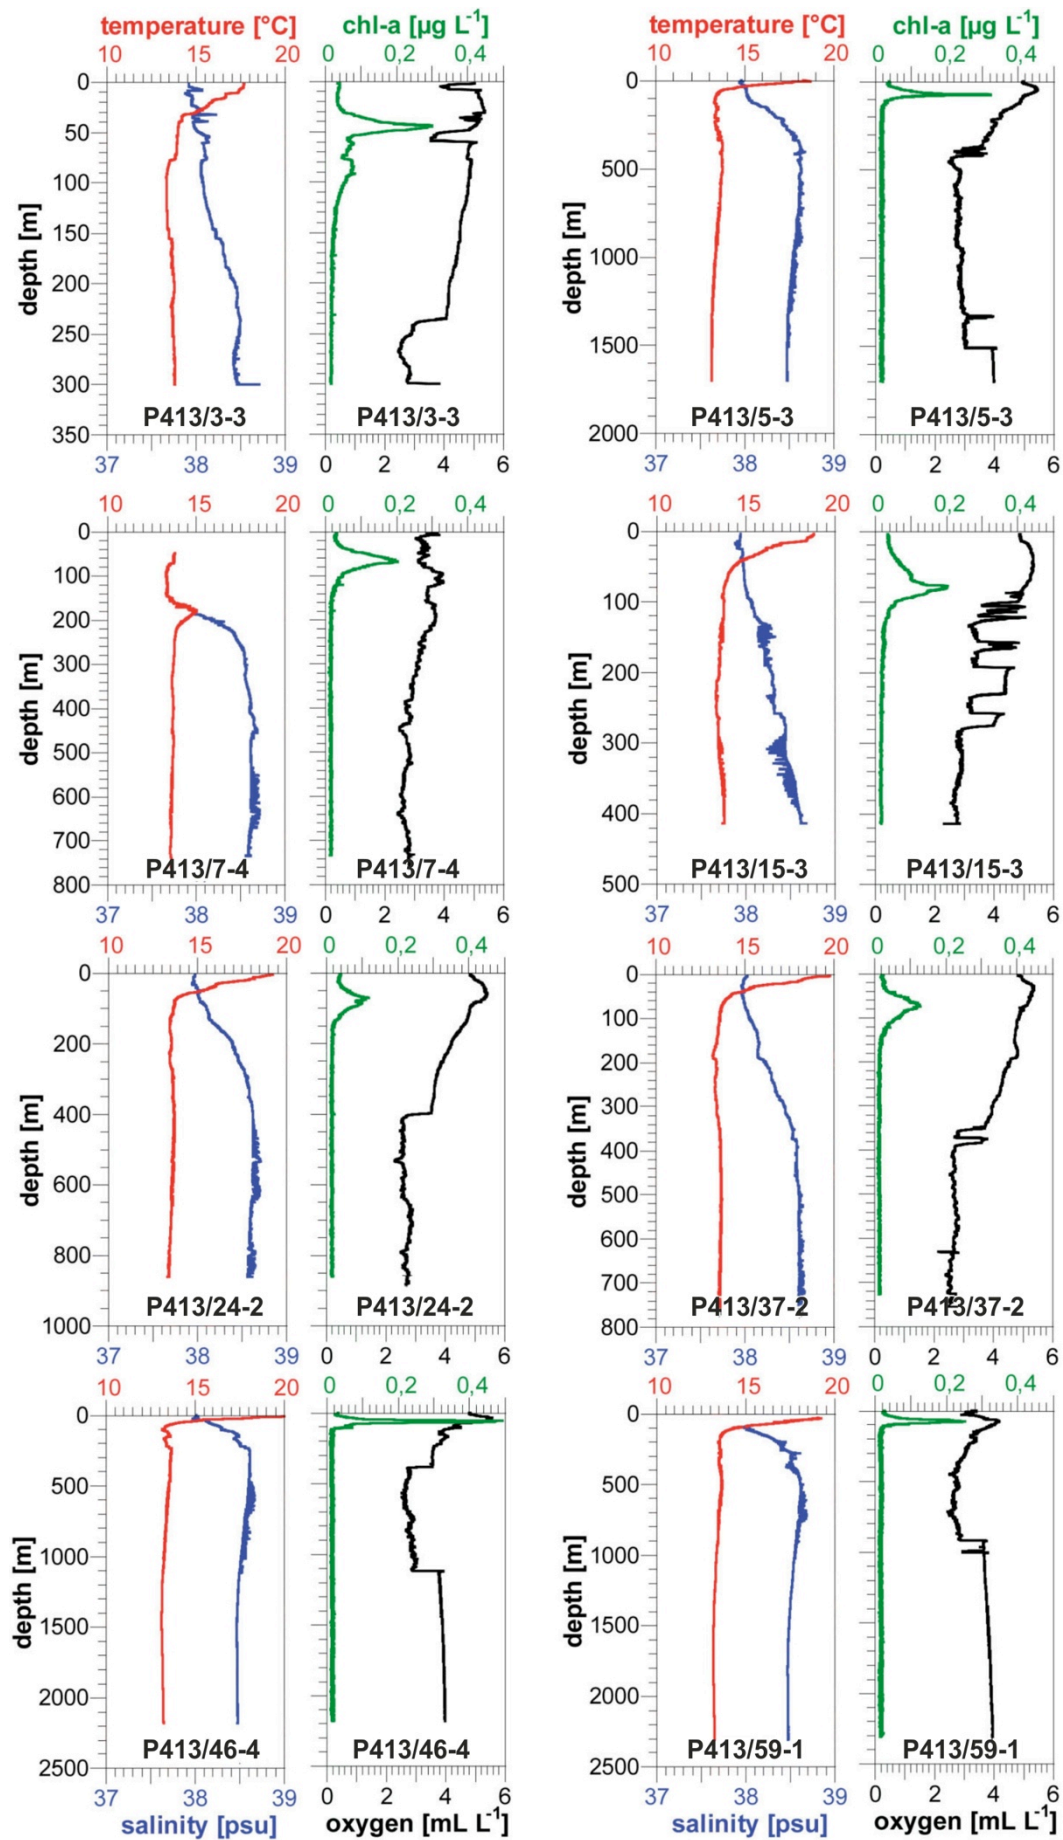 temperature [°C] chl-a [µg L-1] temperature [°C] chl-a [µg L-1]
10 15 20 0 0,2 0,4 10 15 20 0 0,2 0,4
depth [m]
0
50
100
150
200
250
300
350
P413/3-3 P413/3-3
37 38 39 0 2 4 6
depth [m]
0
500
1000
1500
2000
P413/5-3 P413/5-3
37 38 39 0 2 4 6
10 15 20 0 0,2 0,4 10 15 20 0 0,2 0,4
depth [m]
0
100
200
300
400
500
600
700
800
P413/7-4 P413/7-4
37 38 39 0 2 4 6
depth [m]
0
100
200
300
400
500
P413/15-3 P413/15-3
37 38 39 0 2 4 6
10 15 20 0 0,2 0,4 10 15 20 0 0,2 0,4
depth [m]
0
200
400
600
800
1000
P413/24-2 P413/24-2
37 38 39 0 2 4 6
depth [m]
0
100
200
300
400
500
600
700
800
P413/37-2 P413/37-2
37 38 39 0 2 4 6
10 15 20 0 0,2 0,4 10 15 20 0 0,2 0,4
depth [m]
0
500
1000
1500
2000
2500
P413/46-4 P413/46-4
37 38 39 0 2 4 6
depth [m]
0
500
1000
1500
2000
2500
P413/59-1 P413/59-1
37 38 39 0 2 4 6
salinity [psu] oxygen [mL L-1] salinity [psu] oxygen [mL L-1]